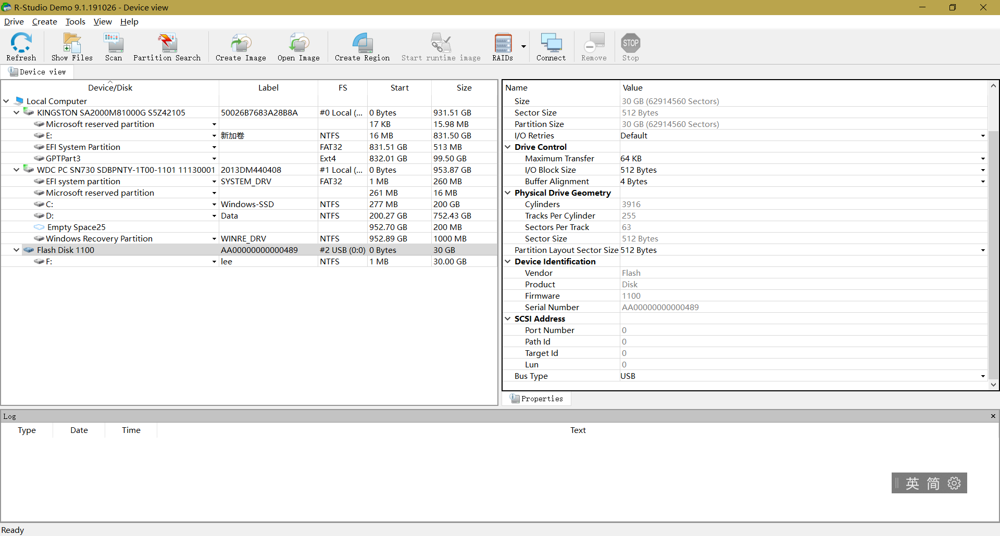 R-Studio Demo 9.1.191026 - Device view
Drive Create Tools View Help
Refresh Show Files Scan Partition Search Create Image Open Image Create Region Start runtime image RAIDs Connect Remove STOP Stop
Device view
Device/Disk Label FS Start Size
Local Computer
KINGSTON SA2000M81000G S5Z42105 50026B7683A28B8A #0 Local (... 0 Bytes 931.51 GB
Microsoft reserved partition 17 KB 15.98 MB
E: 新加卷 NTFS 16 MB 831.50 GB
EFI System Partition FAT32 831.51 GB 513 MB
GPTPart3 Ext4 832.01 GB 99.50 GB
WDC PC SN730 SDBPNTY-1T00-1101 11130001 2013DM440408 #1 Local (... 0 Bytes 953.87 GB
EFI system partition SYSTEM_DRV FAT32 1 MB 260 MB
Microsoft reserved partition 261 MB 16 MB
C: Windows-SSD NTFS 277 MB 200 GB
D: Data NTFS 200.27 GB 752.43 GB
Empty Space25 952.70 GB 200 MB
Windows Recovery Partition WINRE_DRV NTFS 952.89 GB 1000 MB
Flash Disk 1100 AA00000000000489 #2 USB (0:0) 0 Bytes 30 GB
F: lee NTFS 1 MB 30.00 GB
Name Value
Size 30 GB (62914560 Sectors)
Sector Size 512 Bytes
Partition Size 30 GB (62914560 Sectors)
I/O Retries Default
Drive Control
Maximum Transfer 64 KB
I/O Block Size 512 Bytes
Buffer Alignment 4 Bytes
Physical Drive Geometry
Cylinders 3916
Tracks Per Cylinder 255
Sectors Per Track 63
Sector Size 512 Bytes
Partition Layout Sector Size 512 Bytes
Device Identification
Vendor Flash
Product Disk
Firmware 1100
Serial Number AA00000000000489
SCSI Address
Port Number 0
Path Id 0
Target Id 0
Lun 0
Bus Type USB
Properties
Log
Type Date Time Text
英 简
Ready